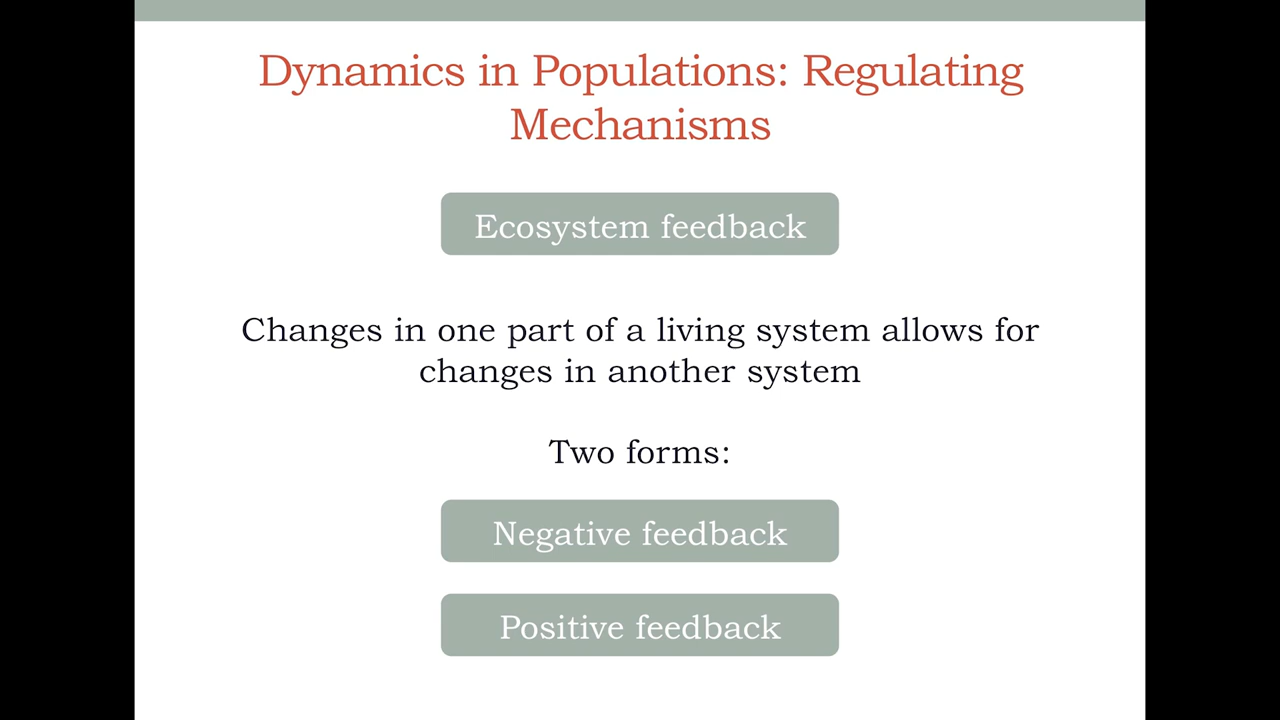 Dynamics in Populations: Regulating
Mechanisms
Ecosystem feedback
Changes in one part of a living system allows for
changes in another system
Two forms:
Negative feedback
Positive feedback